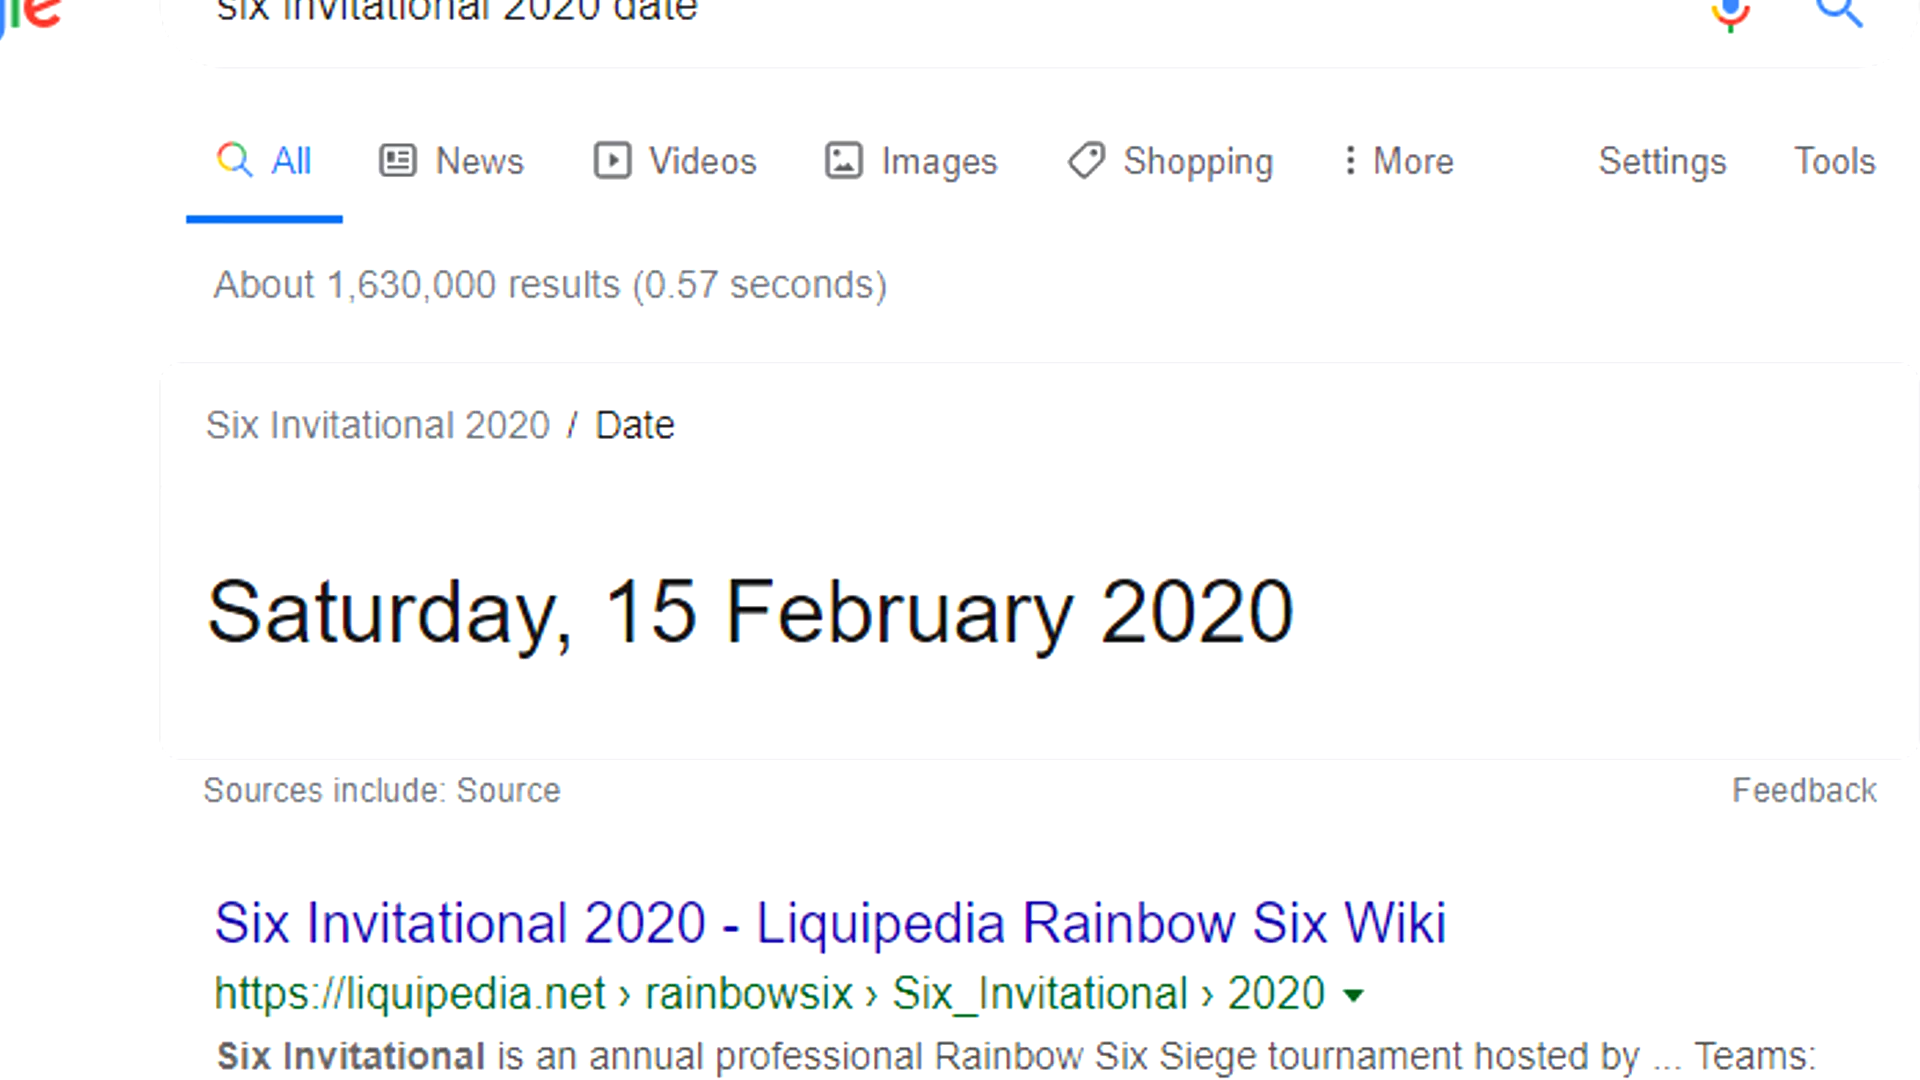 gle
six invitational 2020 date
All News Videos Images Shopping More Settings Tools
About 1,630,000 results (0.57 seconds)
Six Invitational 2020 / Date
Saturday, 15 February 2020
Sources include: Source Feedback
Six Invitational 2020 - Liquipedia Rainbow Six Wiki
https://liquipedia.net › rainbowsix › Six_Invitational › 2020
Six Invitational is an annual professional Rainbow Six Siege tournament hosted by ... Teams: